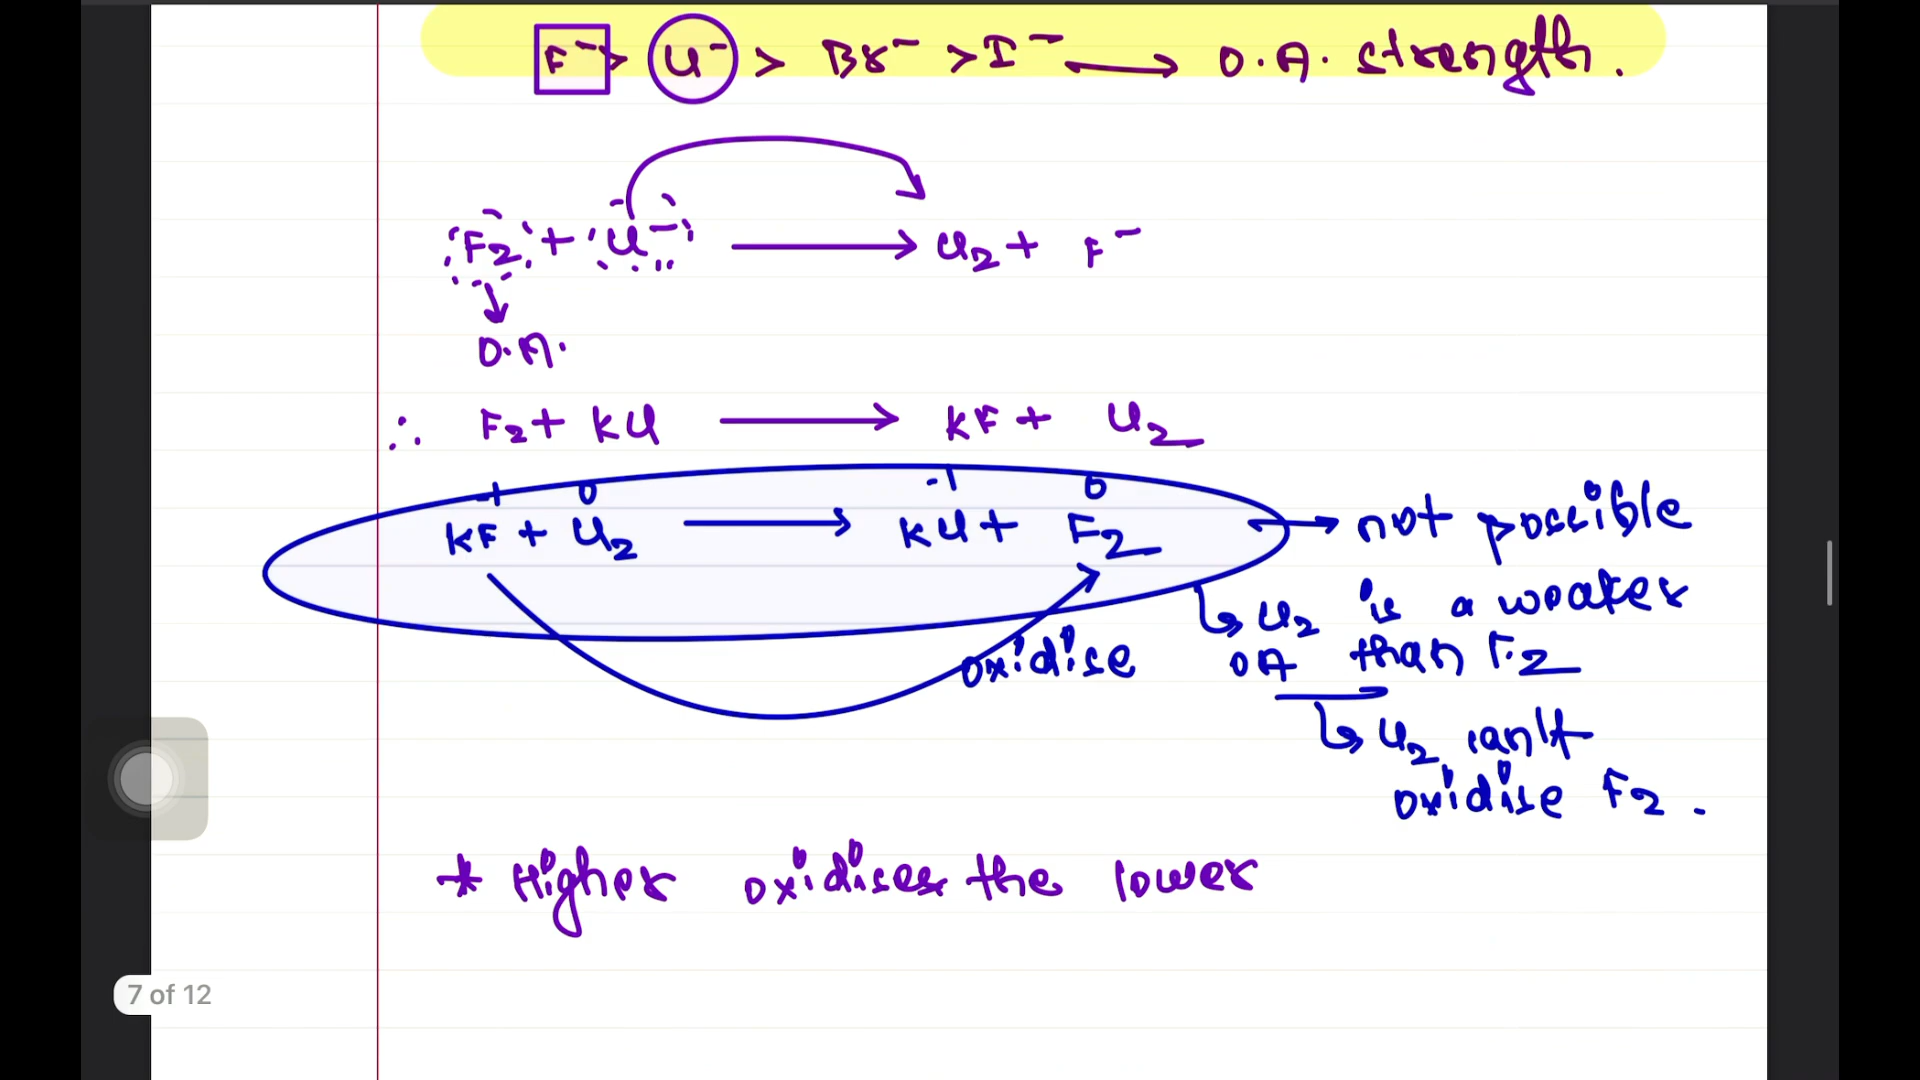 F⁻ > Cl⁻ > Br⁻ > I⁻ → O.A. strength.
F₂ + Cl⁻ → Cl₂ + F⁻
O.A.
∴ F₂ + KCl → KF + Cl₂
-1 0 -1 0
KF + Cl₂ → KCl + F₂ → not possible
↳ Cl₂ is a weaker
oxidise OA than F₂
↳ Cl₂ can't
oxidise F₂.
* Higher oxidises the lower
7 of 12